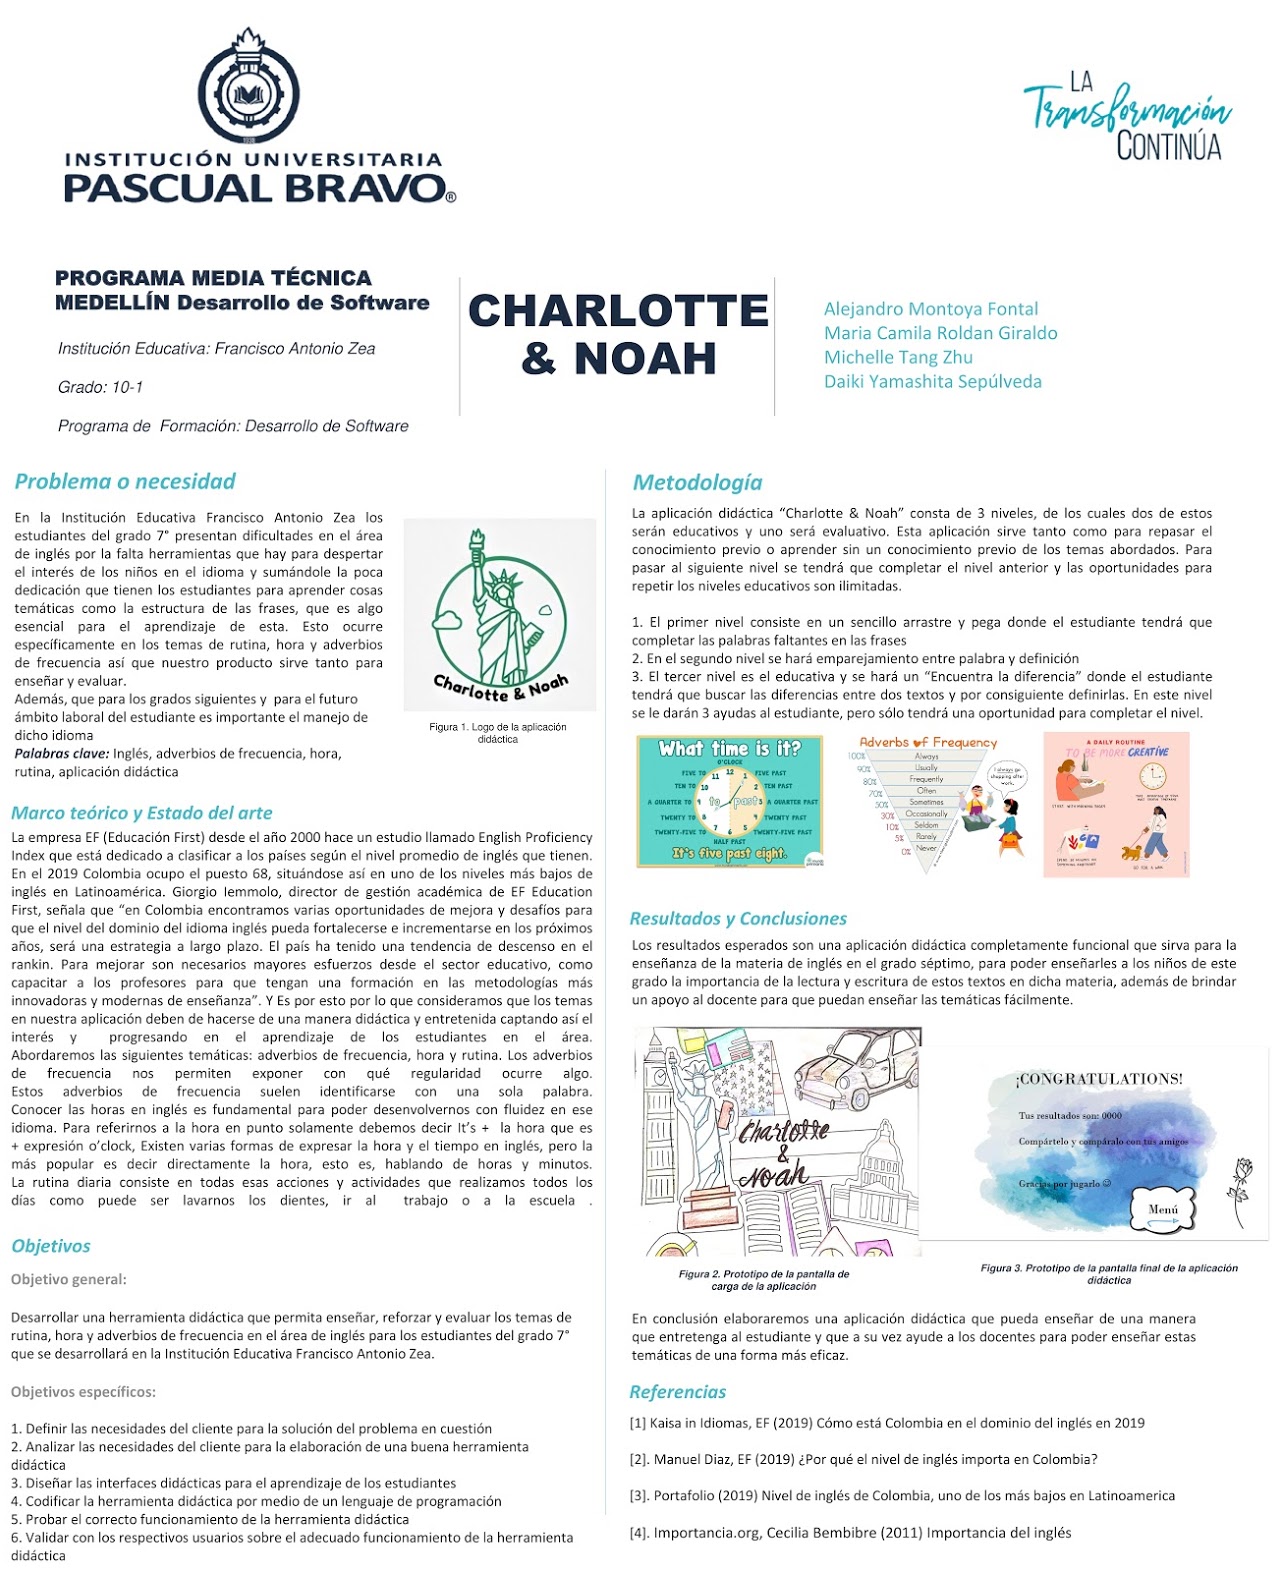 INSTITUCIÓN UNIVERSITARIA
PASCUAL BRAVO®
LA
Transformación
CONTINÚA
PROGRAMA MEDIA TÉCNICA
MEDELLÍN Desarrollo de Software
Institución Educativa: Francisco Antonio Zea
Grado: 10-1
Programa de Formación: Desarrollo de Software
CHARLOTTE
& NOAH
Alejandro Montoya Fontal
Maria Camila Roldan Giraldo
Michelle Tang Zhu
Daiki Yamashita Sepúlveda
Problema o necesidad
En la Institución Educativa Francisco Antonio Zea los
estudiantes del grado 7° presentan dificultades en el área
de inglés por la falta herramientas que hay para despertar
el interés de los niños en el idioma y sumándole la poca
dedicación que tienen los estudiantes para aprender cosas
temáticas como la estructura de las frases, que es algo
esencial para el aprendizaje de esta. Esto ocurre
específicamente en los temas de rutina, hora y adverbios
de frecuencia así que nuestro producto sirve tanto para
enseñar y evaluar.
Además, que para los grados siguientes y para el futuro
ámbito laboral del estudiante es importante el manejo de
dicho idioma
Palabras clave: Inglés, adverbios de frecuencia, hora,
rutina, aplicación didáctica
Charlotte & Noah
Figura 1. Logo de la aplicación
didáctica
Marco teórico y Estado del arte
La empresa EF (Educación First) desde el año 2000 hace un estudio llamado English Proficiency
Index que está dedicado a clasificar a los países según el nivel promedio de inglés que tienen.
En el 2019 Colombia ocupo el puesto 68, situándose así en uno de los niveles más bajos de
inglés en Latinoamérica. Giorgio Iemmolo, director de gestión académica de EF Education
First, señala que “en Colombia encontramos varias oportunidades de mejora y desafíos para
que el nivel del dominio del idioma inglés pueda fortalecerse e incrementarse en los próximos
años, será una estrategia a largo plazo. El país ha tenido una tendencia de descenso en el
rankin. Para mejorar son necesarios mayores esfuerzos desde el sector educativo, como
capacitar a los profesores para que tengan una formación en las metodologías más
innovadoras y modernas de enseñanza”. Y Es por esto por lo que consideramos que los temas
en nuestra aplicación deben de hacerse de una manera didáctica y entretenida captando así el
interés y progresando en el aprendizaje de los estudiantes en el área.
Abordaremos las siguientes temáticas: adverbios de frecuencia, hora y rutina. Los adverbios
de frecuencia nos permiten exponer con qué regularidad ocurre algo.
Estos adverbios de frecuencia suelen identificarse con una sola palabra.
Conocer las horas en inglés es fundamental para poder desenvolvernos con fluidez en ese
idioma. Para referirnos a la hora en punto solamente debemos decir It’s + la hora que es
+ expresión o’clock, Existen varias formas de expresar la hora y el tiempo en inglés, pero la
más popular es decir directamente la hora, esto es, hablando de horas y minutos.
La rutina diaria consiste en todas esas acciones y actividades que realizamos todos los
días como puede ser lavarnos los dientes, ir al trabajo o a la escuela .
Objetivos
Objetivo general:
Desarrollar una herramienta didáctica que permita enseñar, reforzar y evaluar los temas de
rutina, hora y adverbios de frecuencia en el área de inglés para los estudiantes del grado 7°
que se desarrollará en la Institución Educativa Francisco Antonio Zea.
Objetivos específicos:
1. Definir las necesidades del cliente para la solución del problema en cuestión
2. Analizar las necesidades del cliente para la elaboración de una buena herramienta
didáctica
3. Diseñar las interfaces didácticas para el aprendizaje de los estudiantes
4. Codificar la herramienta didáctica por medio de un lenguaje de programación
5. Probar el correcto funcionamiento de la herramienta didáctica
6. Validar con los respectivos usuarios sobre el adecuado funcionamiento de la herramienta
didáctica
Metodología
La aplicación didáctica “Charlotte & Noah” consta de 3 niveles, de los cuales dos de estos
serán educativos y uno será evaluativo. Esta aplicación sirve tanto como para repasar el
conocimiento previo o aprender sin un conocimiento previo de los temas abordados. Para
pasar al siguiente nivel se tendrá que completar el nivel anterior y las oportunidades para
repetir los niveles educativos son ilimitadas.
1. El primer nivel consiste en un sencillo arrastre y pega donde el estudiante tendrá que
completar las palabras faltantes en las frases
2. En el segundo nivel se hará emparejamiento entre palabra y definición
3. El tercer nivel es el educativa y se hará un “Encuentra la diferencia” donde el estudiante
tendrá que buscar las diferencias entre dos textos y por consiguiente definirlas. En este nivel
se le darán 3 ayudas al estudiante, pero sólo tendrá una oportunidad para completar el nivel.
What time is it?
O'CLOCK
FIVE TO
FIVE PAST
TEN TO
TEN PAST
A QUARTER TO
A QUARTER PAST
TWENTY TO
TWENTY PAST
TWENTY-FIVE TO
TWENTY-FIVE PAST
HALF PAST
to past
It's five past eight.
Adverbs of Frequency
100% Always
90% Usually
80% Frequently
70% Often
50% Sometimes
30% Occasionally
10% Seldom
5% Rarely
0% Never
I always go
shopping after
work.
A DAILY ROUTINE
TO BE MORE CREATIVE
GO FOR A WALK
Resultados y Conclusiones
Los resultados esperados son una aplicación didáctica completamente funcional que sirva para la
enseñanza de la materia de inglés en el grado séptimo, para poder enseñarles a los niños de este
grado la importancia de la lectura y escritura de estos textos en dicha materia, además de brindar
un apoyo al docente para que puedan enseñar las temáticas fácilmente.
Charlotte
&
Noah
¡CONGRATULATIONS!
Tus resultados son: 0000
Compártelo y compáralo con tus amigos
Gracias por jugarlo ☺
Menú
Figura 2. Prototipo de la pantalla de
carga de la aplicación
Figura 3. Prototipo de la pantalla final de la aplicación
didáctica
En conclusión elaboraremos una aplicación didáctica que pueda enseñar de una manera
que entretenga al estudiante y que a su vez ayude a los docentes para poder enseñar estas
temáticas de una forma más eficaz.
Referencias
[1] Kaisa in Idiomas, EF (2019) Cómo está Colombia en el dominio del inglés en 2019
[2]. Manuel Diaz, EF (2019) ¿Por qué el nivel de inglés importa en Colombia?
[3]. Portafolio (2019) Nivel de inglés de Colombia, uno de los más bajos en Latinoamerica
[4]. Importancia.org, Cecilia Bembibre (2011) Importancia del inglés